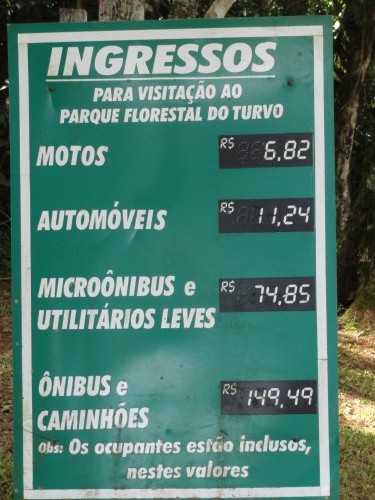 INGRESSOS
PARA VISITAÇÃO AO
PARQUE FLORESTAL DO TURVO
MOTOS R$ 6,82
AUTOMÓVEIS R$ 11,24
MICROÔNIBUS e R$ 74,85
UTILITÁRIOS LEVES
ÔNIBUS e R$ 149,49
CAMINHÕES
Obs: Os ocupantes estão inclusos,
nestes valores